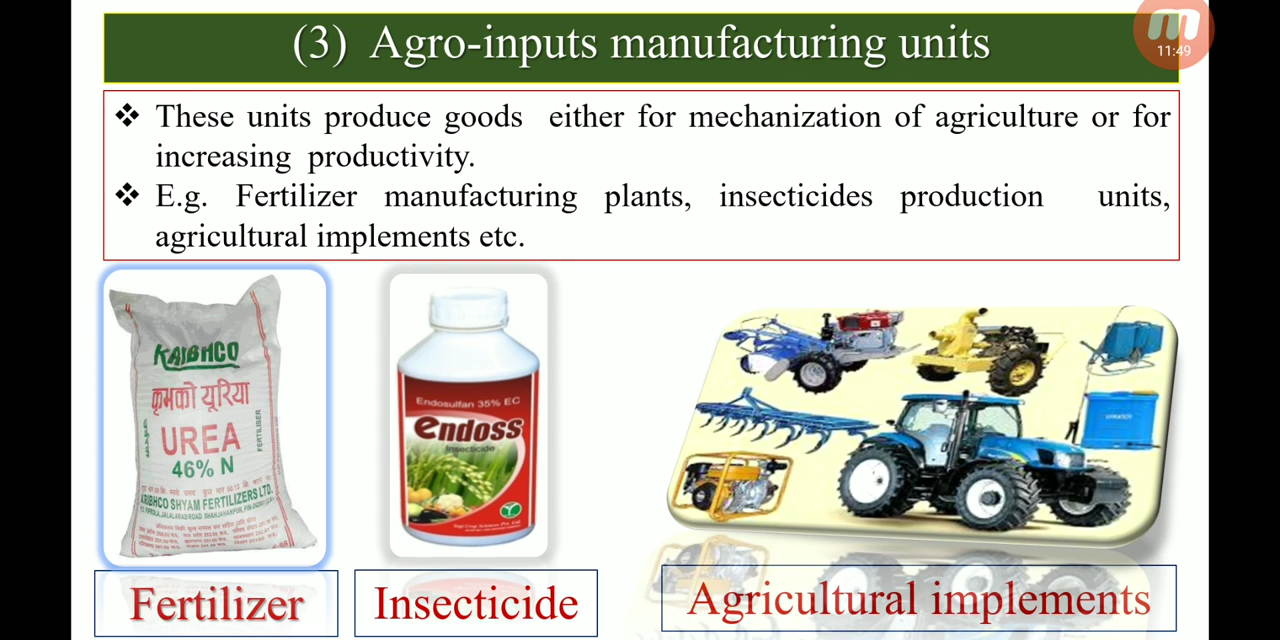 (3) Agro-inputs manufacturing units
11:49
❖ These units produce goods either for mechanization of agriculture or for
increasing productivity.
❖ E.g. Fertilizer manufacturing plants, insecticides production units,
agricultural implements etc.
KRIBHCO
कृभको यूरिया
UREA
46% N
FERTILISER
KRIBHCO SHYAM FERTILIZERS LTD.
Endosulfan 35% EC
endoss
Insecticide
Fertilizer
Insecticide
Agricultural implements